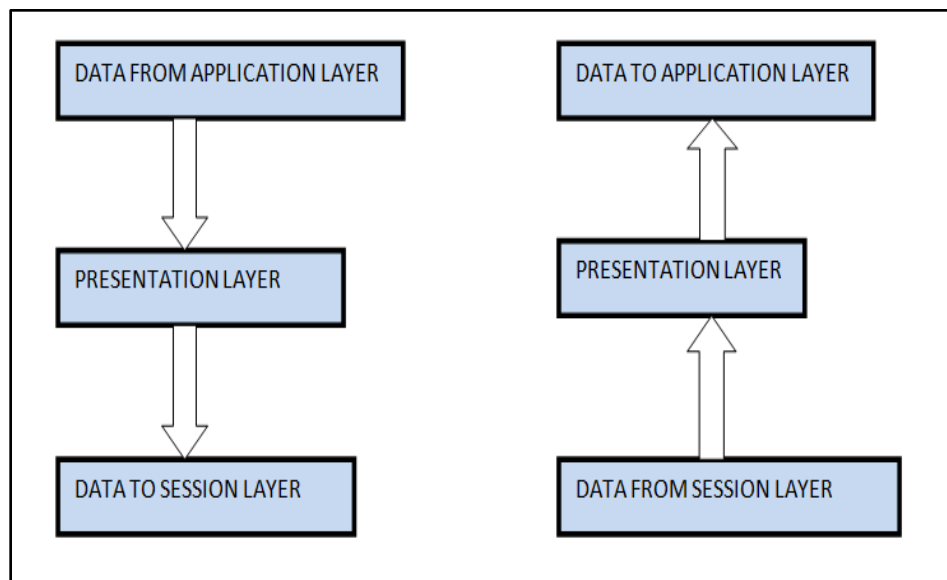 DATA FROM APPLICATION LAYER
PRESENTATION LAYER
DATA TO SESSION LAYER
DATA TO APPLICATION LAYER
PRESENTATION LAYER
DATA FROM SESSION LAYER